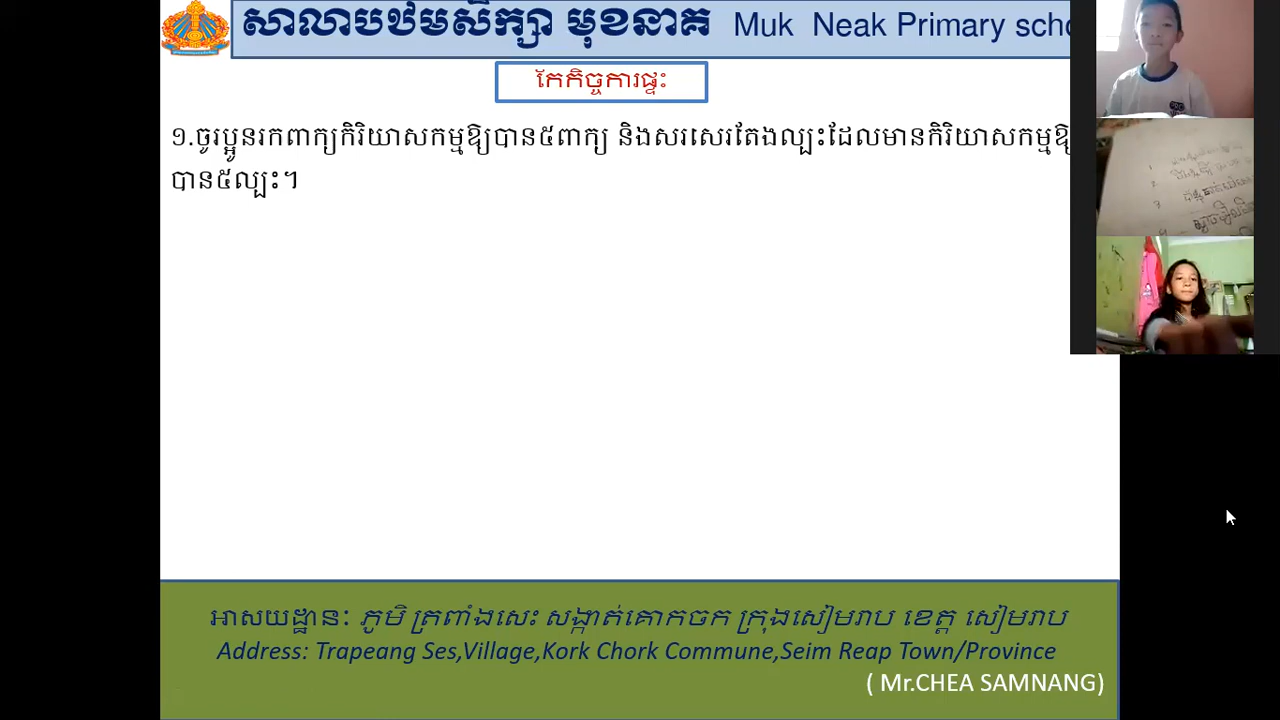 សាលាបឋមសិក្សា មុខនាគ Muk Neak Primary scho
កែកិច្ចការផ្ទះ
១.ចូរប្អូនរកពាក្យកិរិយាសកម្មឱ្យបាន៥ពាក្យ និងសរសេរតែងល្បះដែលមានកិរិយាសកម្មឱ្យ
បាន៥ល្បះ។
អាសយដ្ឋាន: ភូមិ ត្រពាំងសេះ សង្កាត់គោកចក ក្រុងសៀមរាប ខេត្ត សៀមរាប
Address: Trapeang Ses,Village,Kork Chork Commune,Seim Reap Town/Province
( Mr.CHEA SAMNANG)